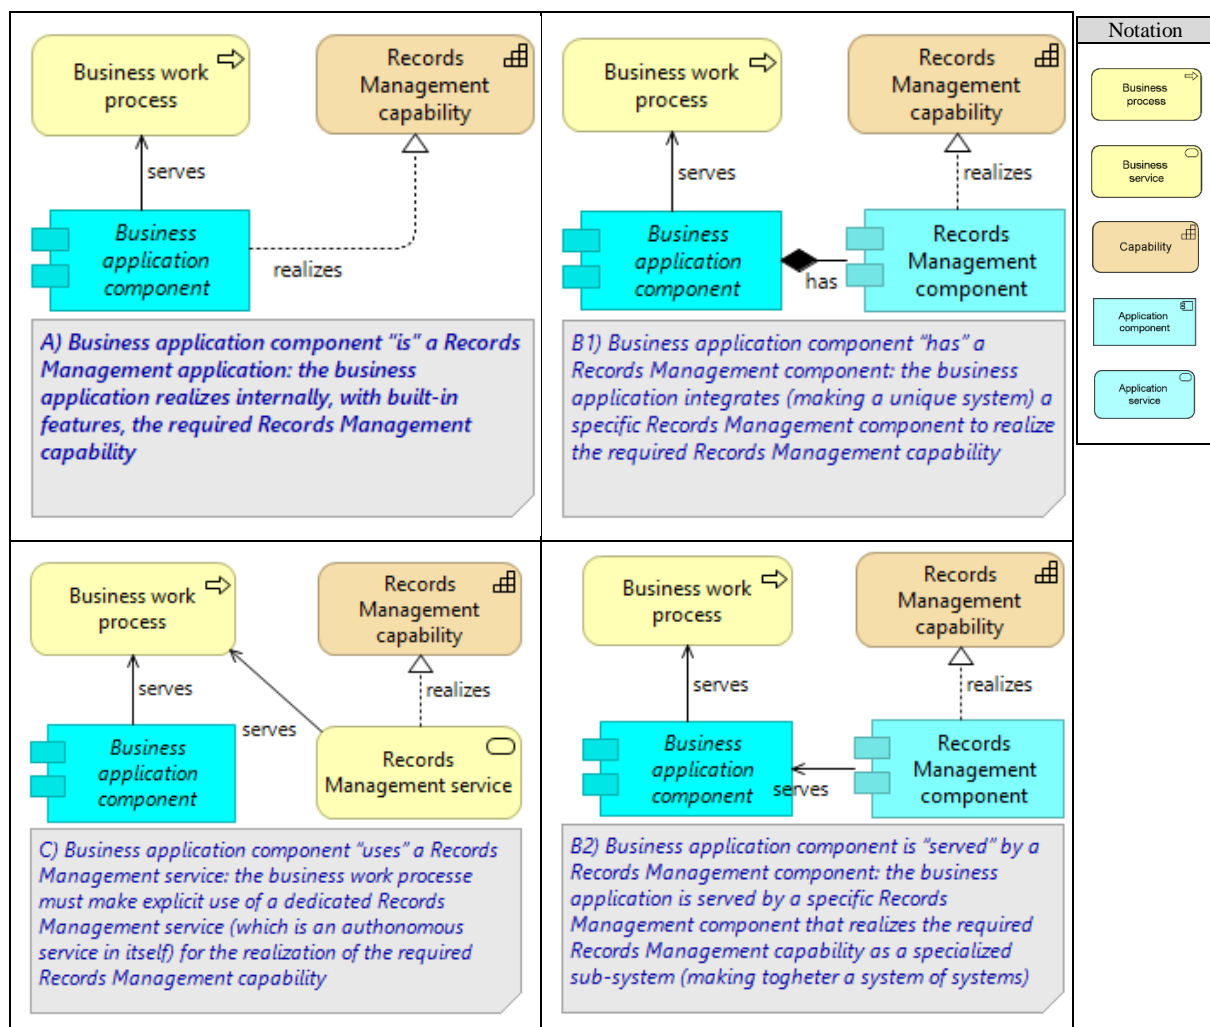 Business work
process
Records
Management
capability
serves
realizes
Business
application
component
A) Business application component "is" a Records
Management application: the business
application realizes internally, with built-in
features, the required Records Management
capability
Business work
process
Records
Management
capability
serves
realizes
Business
application
component
has
Records
Management
component
B1) Business application component "has" a
Records Management component: the business
application integrates (making a unique system) a
specific Records Management component to realize
the required Records Management capability
Notation
Business
process
Business
service
Capability
Application
component
Application
service
Business work
process
Records
Management
capability
serves
serves
realizes
Business
application
component
Records
Management service
C) Business application component "uses" a Records
Management service: the business work processe
must make explicit use of a dedicated Records
Management service (which is an authonomous
service in itself) for the realization of the required
Records Management capability
Business work
process
Records
Management
capability
serves
realizes
Business
application
component
serves
Records
Management
component
B2) Business application component is "served" by a
Records Management component: the business
application is served by a specific Records
Management component that realizes the required
Records Management capability as a specialized
sub-system (making togheter a system of systems)